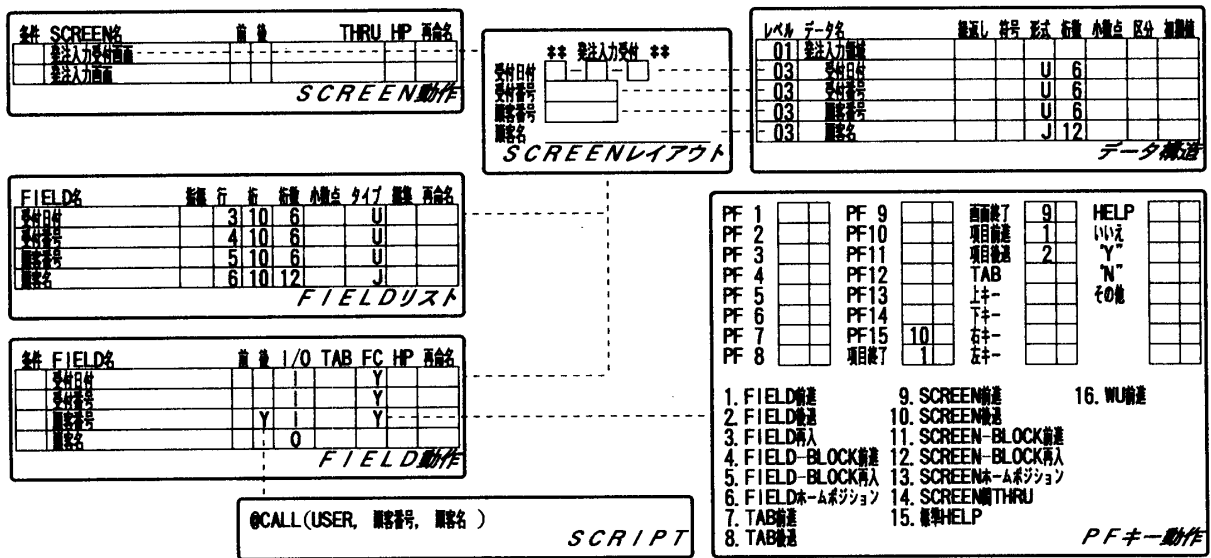 条件 SCREEN名 前 後 THRU HP 再命名
発注入力受付画面
発注入力画面
SCREEN動作
** 発注入力受付 **
受付日付
受付番号
顧客番号
顧客名
SCREENレイアウト
レベル データ名 繰返し 符号 形式 桁数 小数点 区分 初期値
01 発注入力領域
03 受付日付 U 6
03 受付番号 U 6
03 顧客番号 U 6
03 顧客名 J 12
データ構造
FIELD名 指標 行 桁 桁数 小数点 タイプ 編集 再命名
受付日付 3 10 6 U
受付番号 4 10 6 U
顧客番号 5 10 6 U
顧客名 6 10 12 J
FIELDリスト
条件 FIELD名 前 後 I/O TAB FC HP 再命名
受付日付 I Y
受付番号 I Y
顧客番号 Y I Y
顧客名 O
FIELD動作
@CALL(USER, 顧客番号, 顧客名 )
SCRIPT
PF 1 PF 9 画面終了 9 HELP
PF 2 PF10 項目前進 1 いいえ
PF 3 PF11 項目後退 2 "Y"
PF 4 PF12 TAB "N"
PF 5 PF13 上キー その他
PF 6 PF14 下キー
PF 7 PF15 10 右キー
PF 8 項目終了 1 左キー
1. FIELD前進 9. SCREEN前進 16. WU前進
2. FIELD後退 10. SCREEN後退
3. FIELD再入 11. SCREEN-BLOCK前進
4. FIELD-BLOCK前進 12. SCREEN-BLOCK再入
5. FIELD-BLOCK再入 13. SCREENホームポジション
6. FIELDホームポジション 14. SCREEN間THRU
7. TAB前進 15. 標準HELP
8. TAB後退
PFキー動作